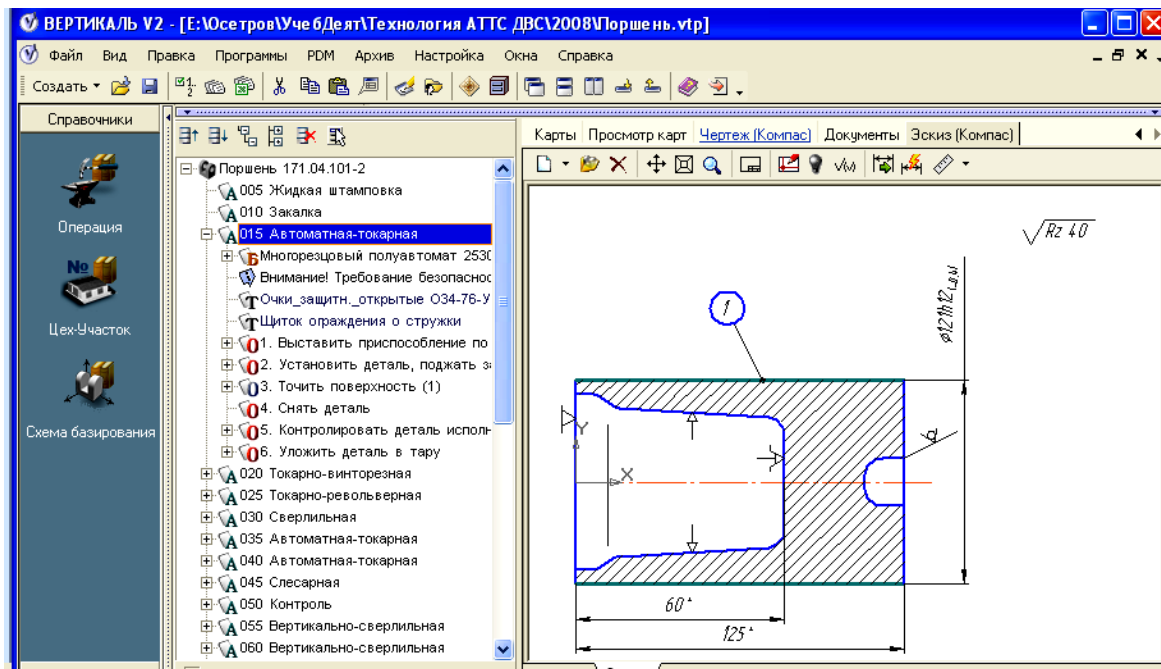 ВЕРТИКАЛЬ V2 - [E:\Осетров\УчебДеят\Технология АТТС ДВС\2008\Поршень.vtp]
Файл Вид Правка Программы PDM Архив Настройка Окна Справка
Создать
Справочники
Операция
Цех-Участок
Схема базирования
Поршень 171.04.101-2
005 Жидкая штамповка
010 Закалка
015 Автоматная-токарная
Многорезцовый полуавтомат 2530
Внимание! Требование безопаснос
Очки_защитн._открытые О34-76-У
Щиток ограждения о стружки
1. Выставить приспособление по
2. Установить деталь, поджать з
3. Точить поверхность (1)
4. Снять деталь
5. Контролировать деталь исполн
6. Уложить деталь в тару
020 Токарно-винторезная
025 Токарно-револьверная
030 Сверлильная
035 Автоматная-токарная
040 Автоматная-токарная
045 Слесарная
050 Контроль
055 Вертикально-сверлильная
060 Вертикально-сверлильная
Карты Просмотр карт Чертеж (Компас) Документы Эскиз (Компас)
Rz 40
1
Y
X
60*
125*